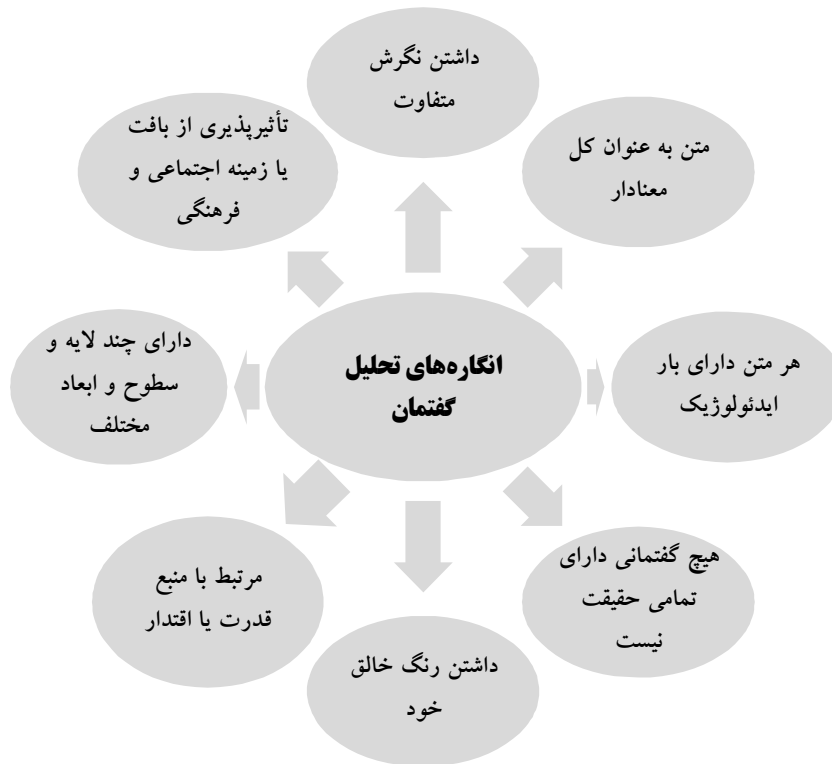 داشتن نگرش
متفاوت
متن به عنوان کل
معنادار
هر متن دارای بار
ایدئولوژیک
هیچ گفتمانی دارای
تمامی حقیقت
نیست
داشتن رنگ خالق
خود
مرتبط با منبع
قدرت یا اقتدار
دارای چند لایه و
سطوح و ابعاد
مختلف
تأثیرپذیری از بافت
یا زمینه اجتماعی و
فرهنگی
انگاره‌های تحلیل
گفتمان